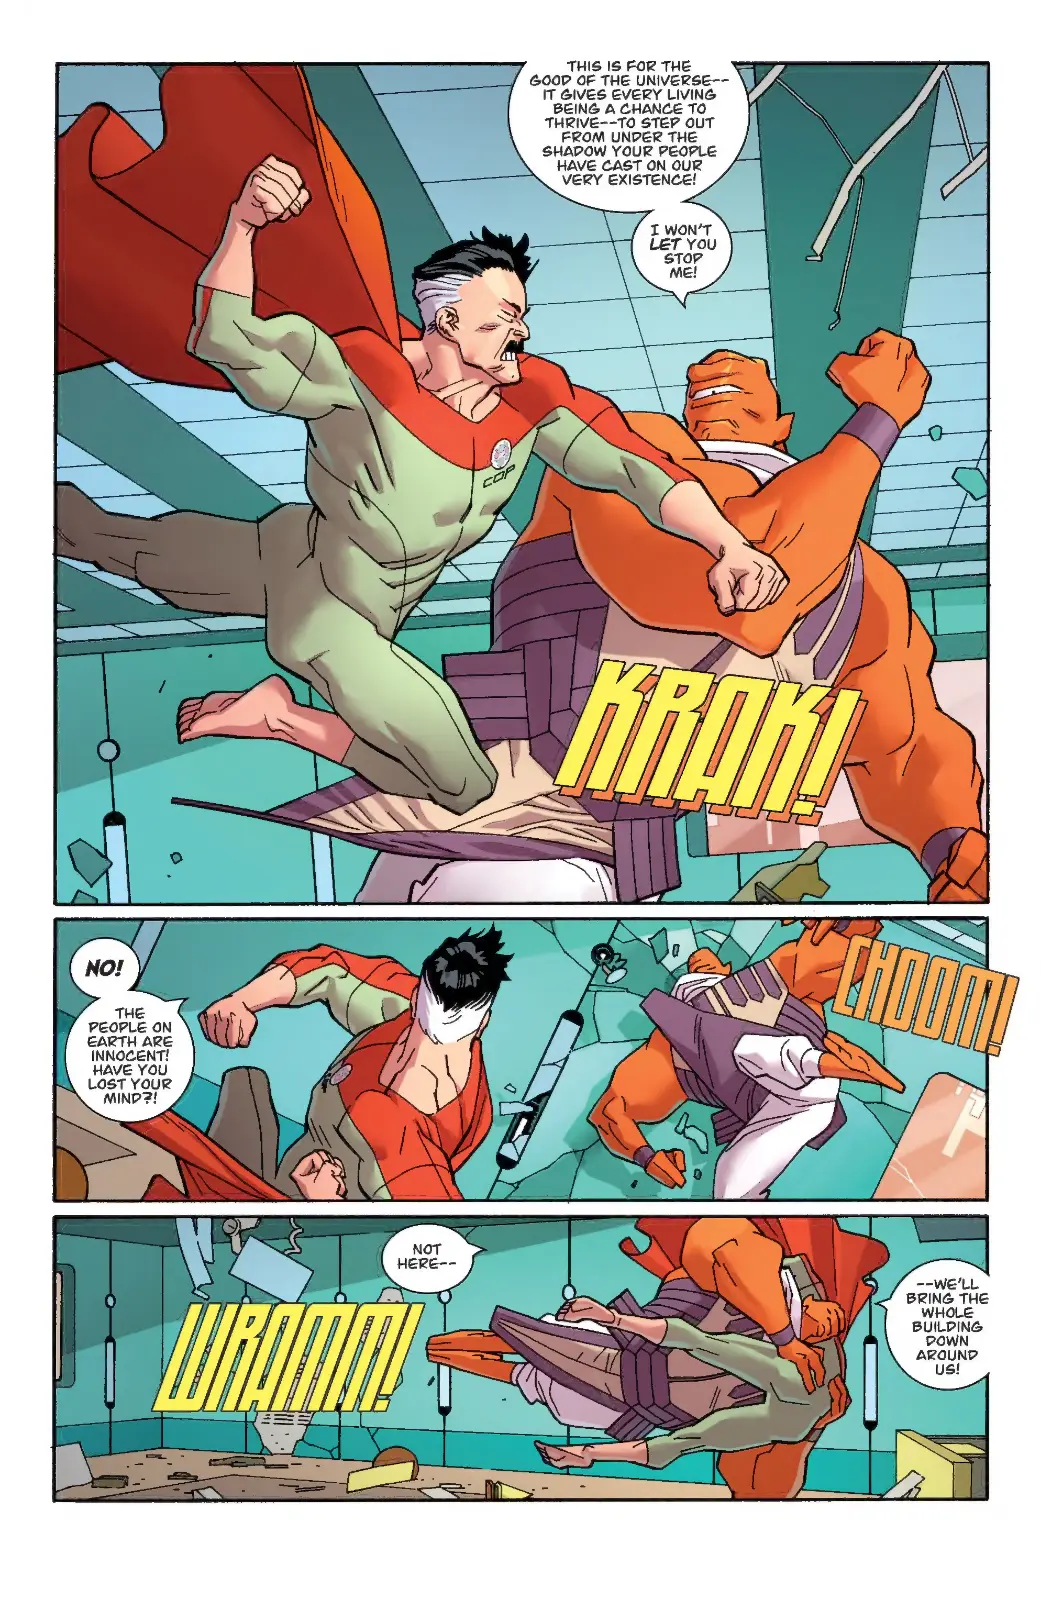 THIS IS FOR THE
GOOD OF THE UNIVERSE--
IT GIVES EVERY LIVING
BEING A CHANCE TO
THRIVE--TO STEP OUT
FROM UNDER THE
SHADOW YOUR PEOPLE
HAVE CAST ON OUR
VERY EXISTENCE!
I WON'T
LET YOU
STOP
ME!
COP
KRAK!
NO!
THE
PEOPLE ON
EARTH ARE
INNOCENT!
HAVE YOU
LOST YOUR
MIND?!
CHOOM!
NOT
HERE--
WRAMM!
--WE'LL
BRING THE
WHOLE
BUILDING
DOWN
AROUND
US!